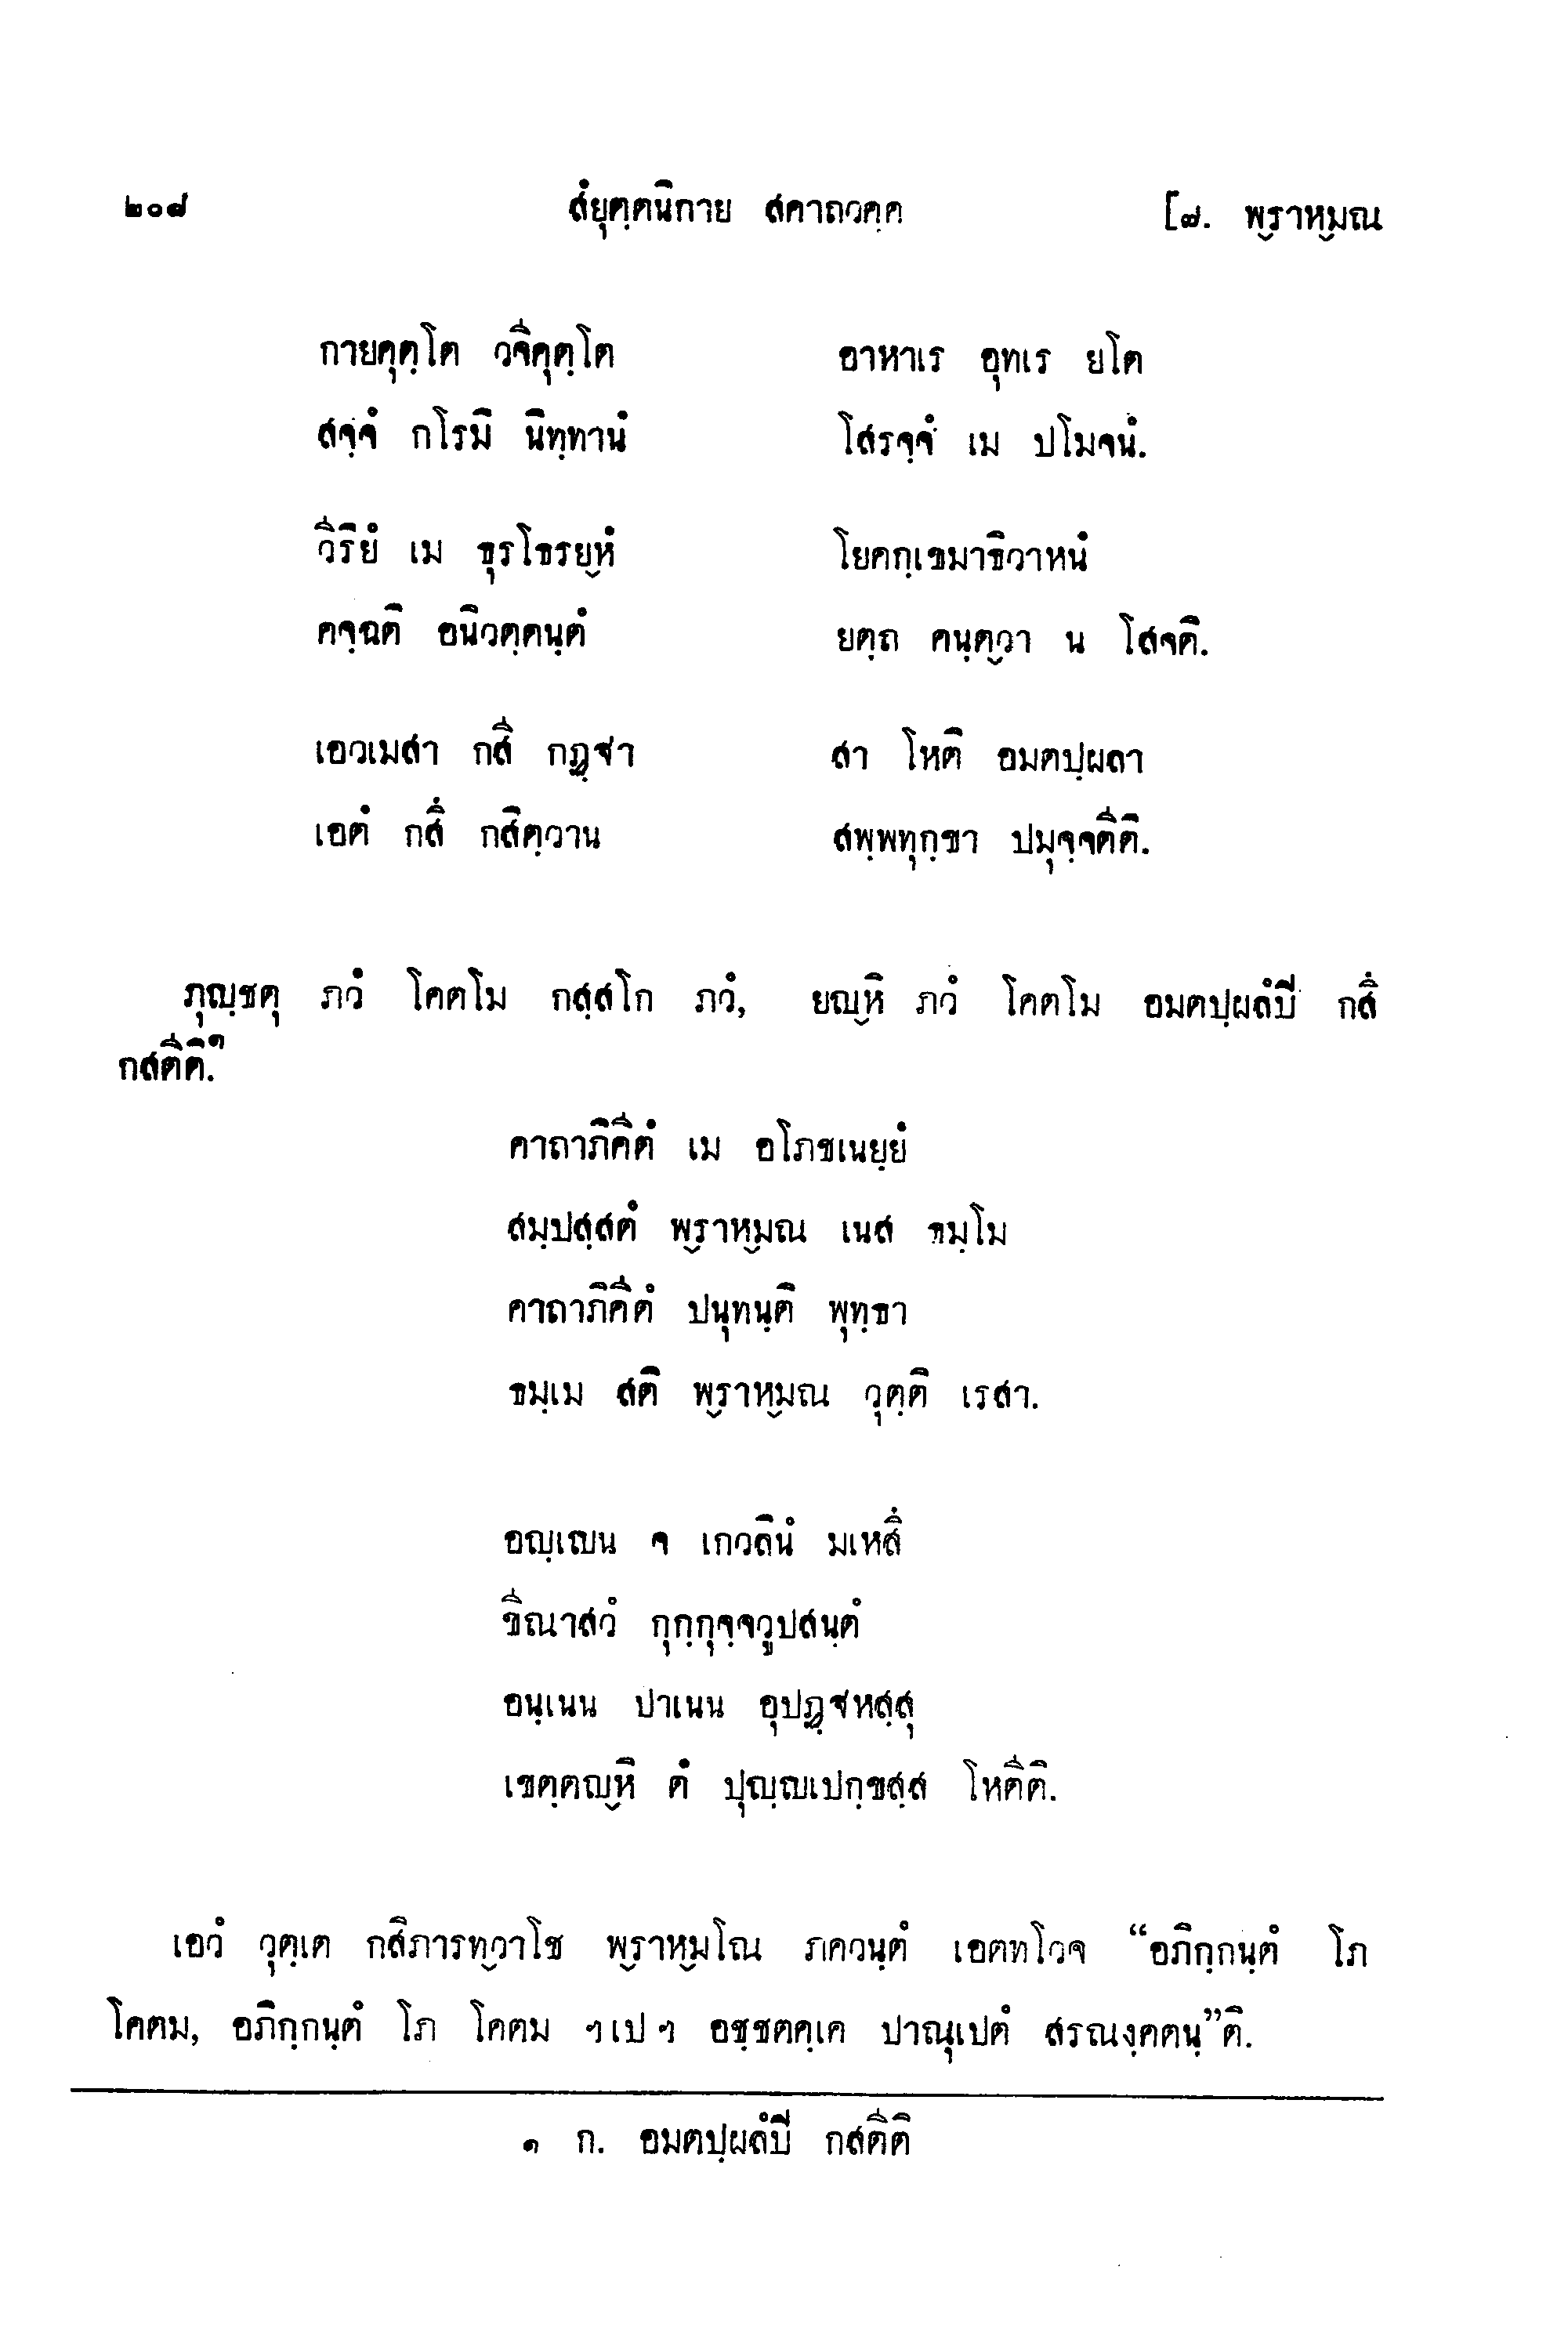 ๒๐๘ สํยุตฺตนิกาย สคาถวคฺค [๗. พฺราหฺมณ
กายคุตฺโต วจีคุตฺโต อาหาเร อุทเร ยโต
สจฺจํ กโรมิ นิทฺทานํ โสรจฺจํ เม ปโมจนํ.
วีริยํ เม ธุรโธรยฺหํ โยคกฺเขมาธิวาหนํ
คจฺฉติ อนิวตฺตนฺตํ ยตฺถ คนฺตฺวา น โสจติ.
เอวเมสา กสี กฏฺฐา สา โหติ อมตปฺผลา
เอตํ กสึ กสิตฺวาน สพฺพทุกฺขา ปมุจฺจตีติ.
ภุญฺชตุ ภวํ โคตโม กสฺสโก ภวํ, ยญฺหิ ภวํ โคตโม อมตปฺผลํปิ กสึ
กสตีติ.๑
คาถาภิคีตํ เม อโภชเนยฺยํ
สมฺปสฺสตํ พฺราหฺมณ เนส ธมฺโม
คาถาภิคีตํ ปนุทนฺติ พุทฺธา
ธมฺเม สติ พฺราหฺมณ วุตฺติ เรสา.
อญฺเญน จ เกวลินํ มเหสึ
ขีณาสวํ กุกฺกุจฺจวูปสนฺตํ
อนฺเนน ปาเนน อุปฏฺฐหสฺสุ
เขตฺตญฺหิ ตํ ปุญฺญเปกฺขสฺส โหตีติ.
เอวํ วุตฺเต กสิภารทฺวาโช พฺราหฺมโณ ภควนฺตํ เอตทโวจ “อภิกฺกนฺตํ โภ
โคตม, อภิกฺกนฺตํ โภ โคตม ฯ เป ฯ อชฺชตคฺเค ปาณุเปตํ สรณงฺคตนฺ”ติ.
๑ ก. อมตปฺผลํปิ กสตีติ